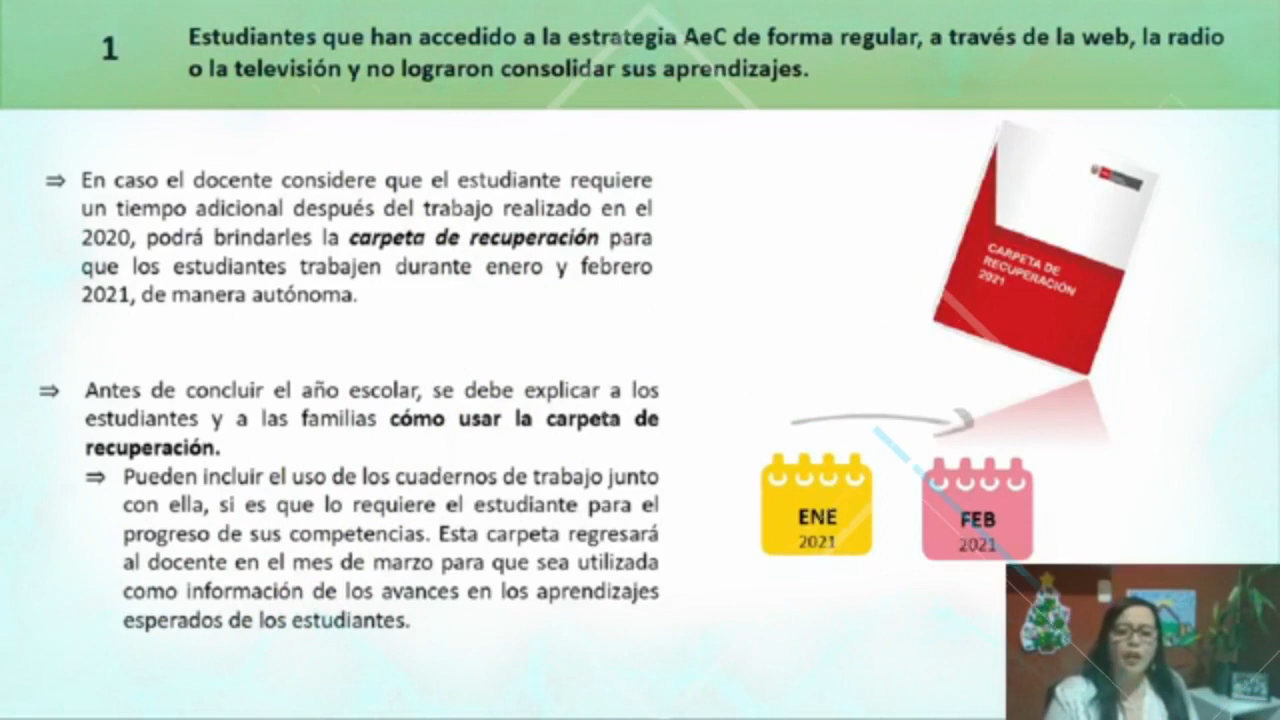 1
Estudiantes que han accedido a la estrategia AeC de forma regular, a través de la web, la radio
o la televisión y no lograron consolidar sus aprendizajes.
⇒ En caso el docente considere que el estudiante requiere
un tiempo adicional después del trabajo realizado en el
2020, podrá brindarles la carpeta de recuperación para
que los estudiantes trabajen durante enero y febrero
2021, de manera autónoma.
⇒ Antes de concluir el año escolar, se debe explicar a los
estudiantes y a las familias cómo usar la carpeta de
recuperación.
⇒ Pueden incluir el uso de los cuadernos de trabajo junto
con ella, si es que lo requiere el estudiante para el
progreso de sus competencias. Esta carpeta regresará
al docente en el mes de marzo para que sea utilizada
como información de los avances en los aprendizajes
esperados de los estudiantes.
CARPETA DE
RECUPERACIÓN
2021
ENE
2021
FEB
2021